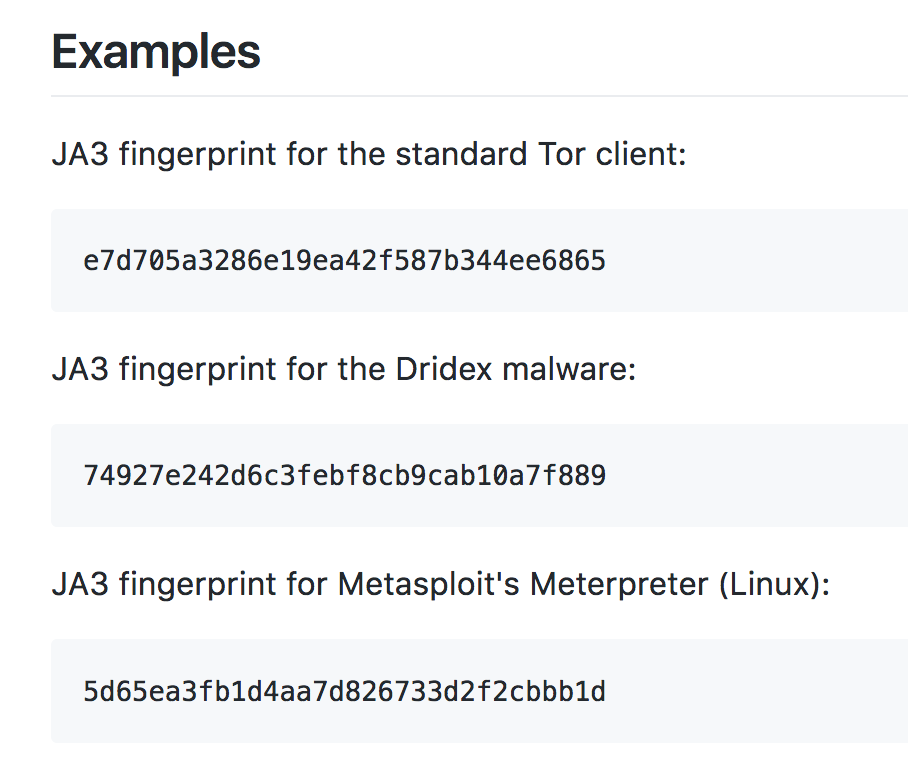 Examples
JA3 fingerprint for the standard Tor client:
e7d705a3286e19ea42f587b344ee6865
JA3 fingerprint for the Dridex malware:
74927e242d6c3febf8cb9cab10a7f889
JA3 fingerprint for Metasploit's Meterpreter (Linux):
5d65ea3fb1d4aa7d826733d2f2cbbb1d